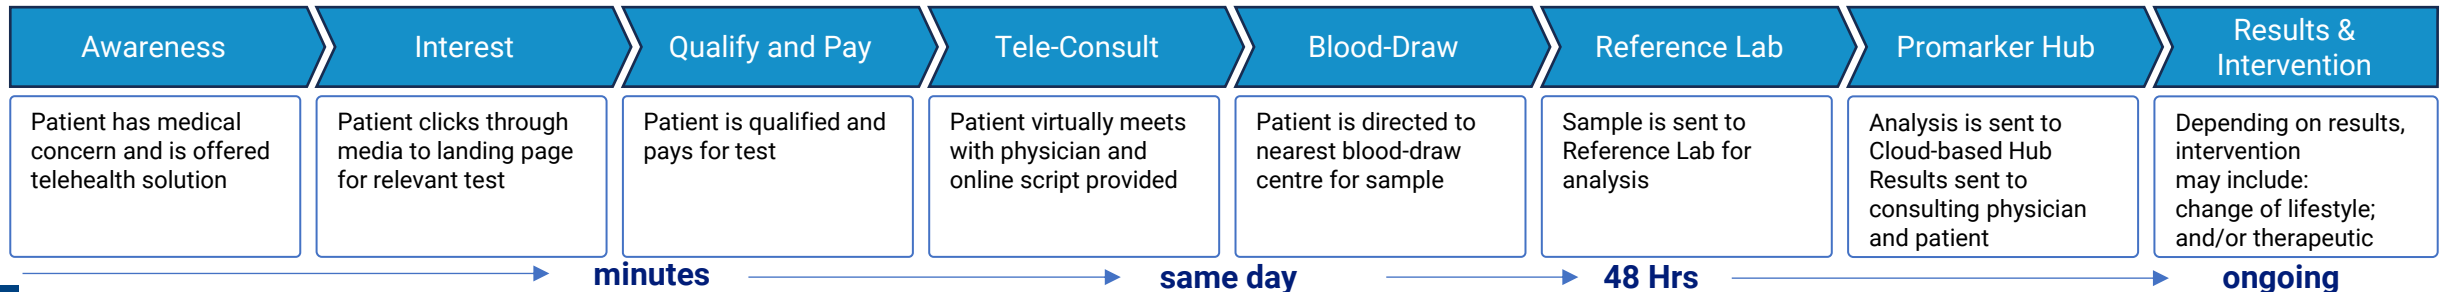 Awareness
Interest
Qualify and Pay
Tele-Consult
Blood-Draw
Reference Lab
Promarker Hub
Results &
Intervention
Patient has medical
concern and is offered
telehealth solution
Patient clicks through
media to landing page
for relevant test
Patient is qualified and
pays for test
Patient virtually meets
with physician and
online script provided
Patient is directed to
nearest blood-draw
centre for sample
Sample is sent to
Reference Lab for
analysis
Analysis is sent to
Cloud-based Hub
Results sent to
consulting physician
and patient
Depending on results,
intervention
may include:
change of lifestyle;
and/or therapeutic
minutes
same day
48 Hrs
ongoing